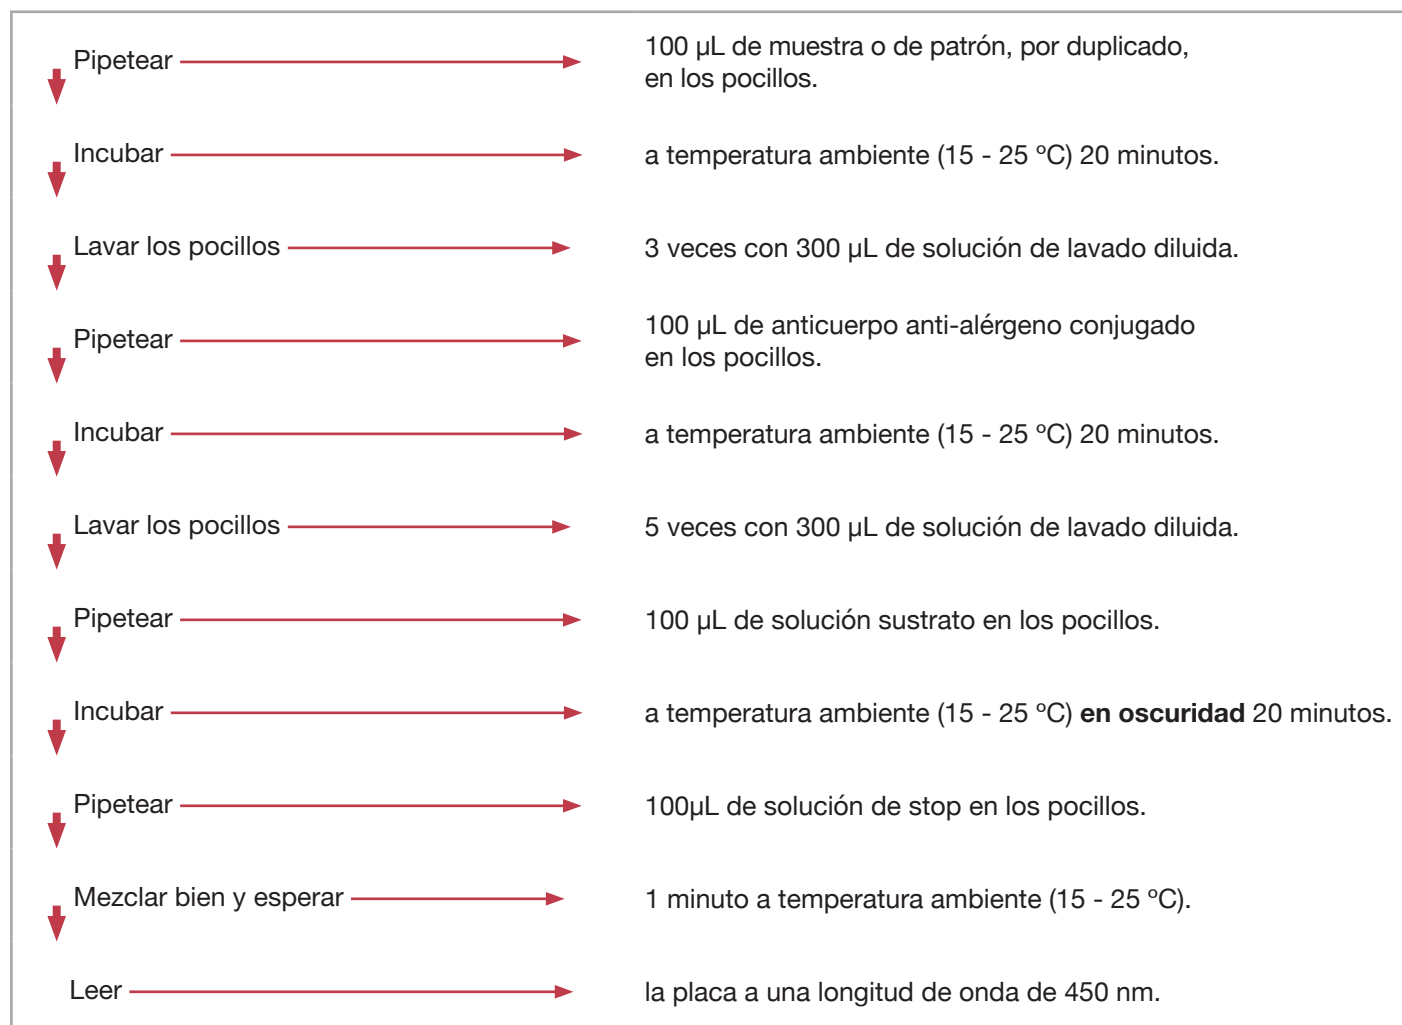 Pipetear
100 µL de muestra o de patrón, por duplicado,
en los pocillos.
Incubar
a temperatura ambiente (15 - 25 ºC) 20 minutos.
Lavar los pocillos
3 veces con 300 µL de solución de lavado diluida.
Pipetear
100 µL de anticuerpo anti-alérgeno conjugado
en los pocillos.
Incubar
a temperatura ambiente (15 - 25 ºC) 20 minutos.
Lavar los pocillos
5 veces con 300 µL de solución de lavado diluida.
Pipetear
100 µL de solución sustrato en los pocillos.
Incubar
a temperatura ambiente (15 - 25 ºC) en oscuridad 20 minutos.
Pipetear
100µL de solución de stop en los pocillos.
Mezclar bien y esperar
1 minuto a temperatura ambiente (15 - 25 ºC).
Leer
la placa a una longitud de onda de 450 nm.